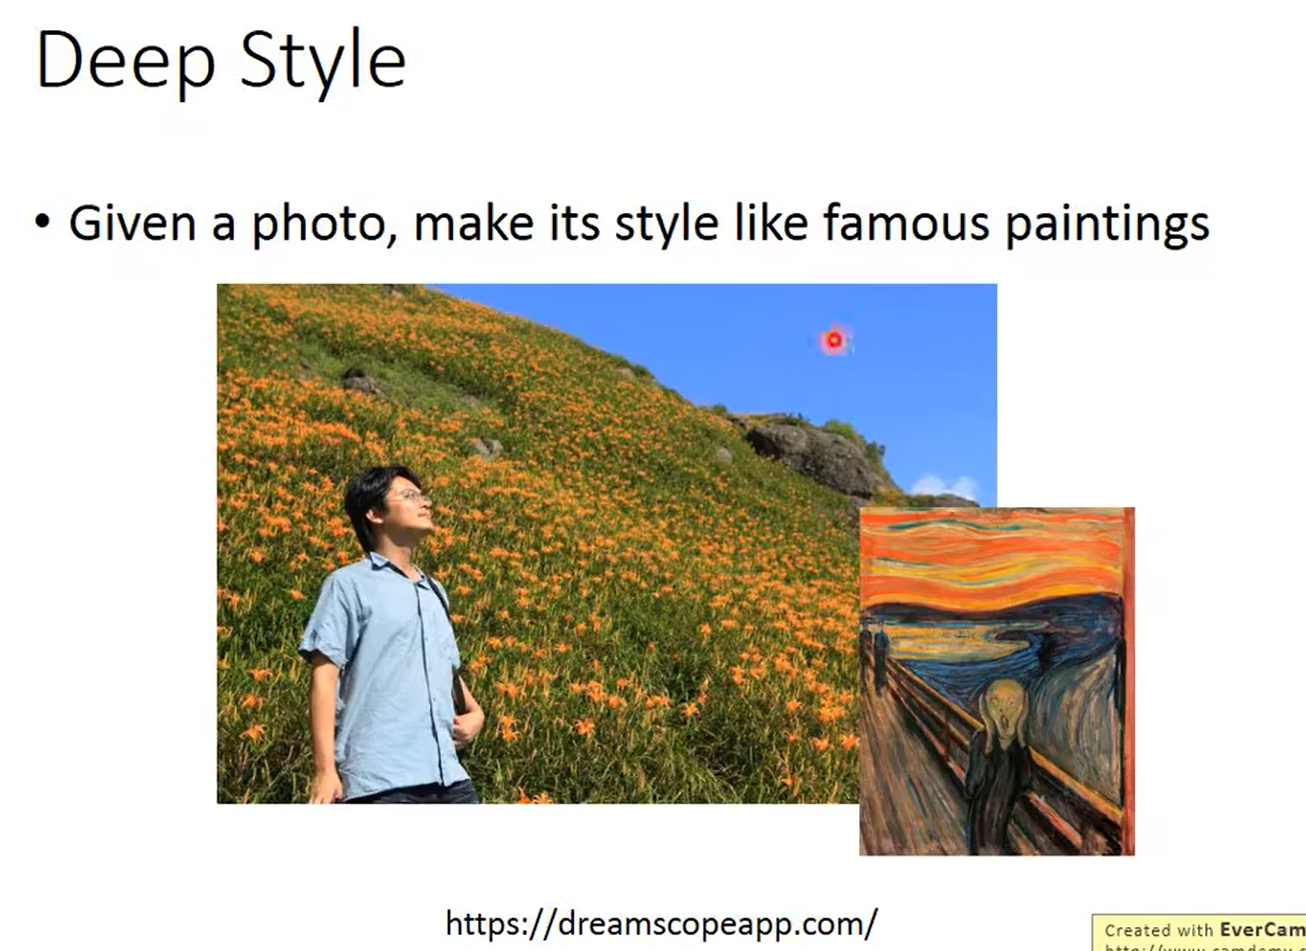 Deep Style
• Given a photo, make its style like famous paintings
https://dreamscopeapp.com/
Created with EverCam